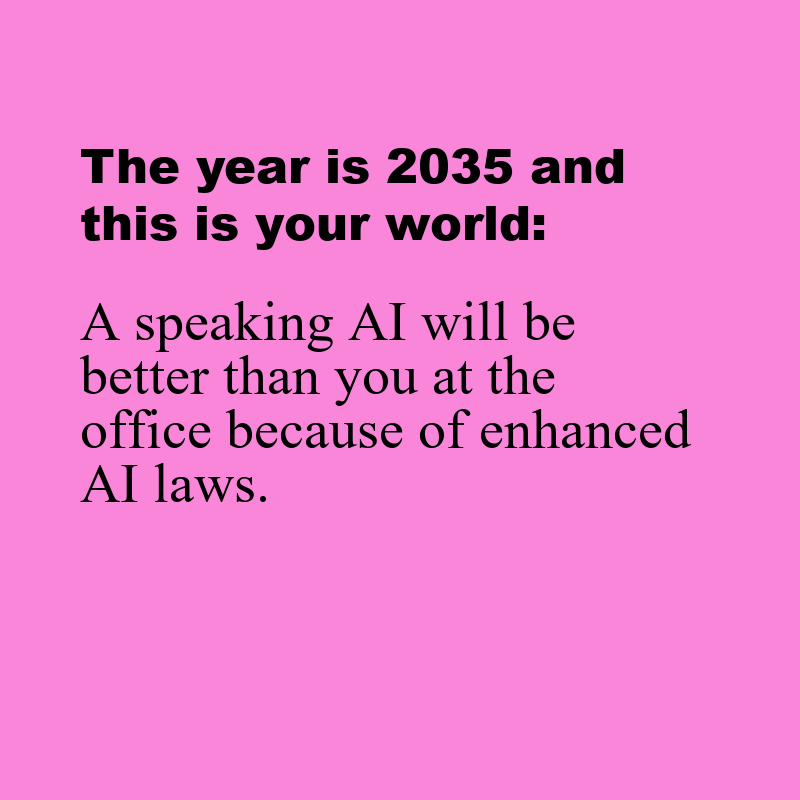 The year is 2035 and
this is your world:
A speaking AI will be
better than you at the
office because of enhanced
AI laws.